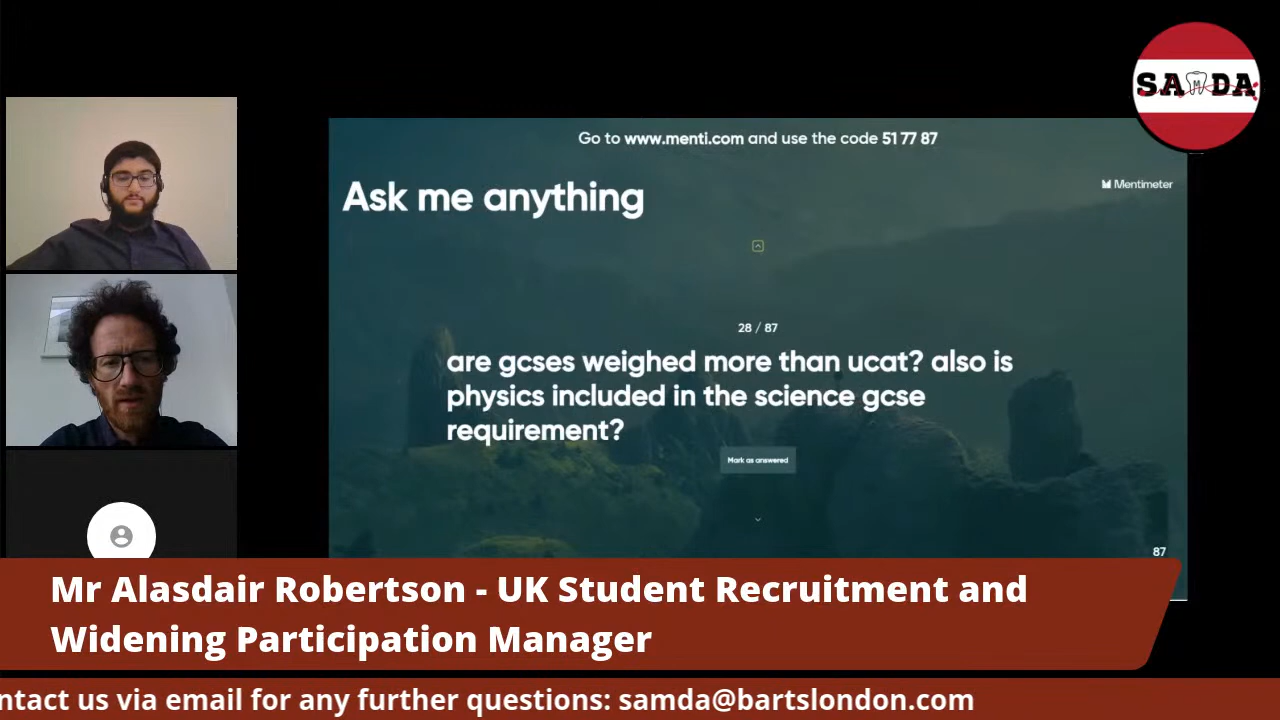 SAMDA
Go to www.menti.com and use the code 51 77 87
Mentimeter
Ask me anything
28 / 87
are gcses weighed more than ucat? also is
physics included in the science gcse
requirement?
Mark as answered
87
Mr Alasdair Robertson - UK Student Recruitment and
Widening Participation Manager
ntact us via email for any further questions: samda@bartslondon.com